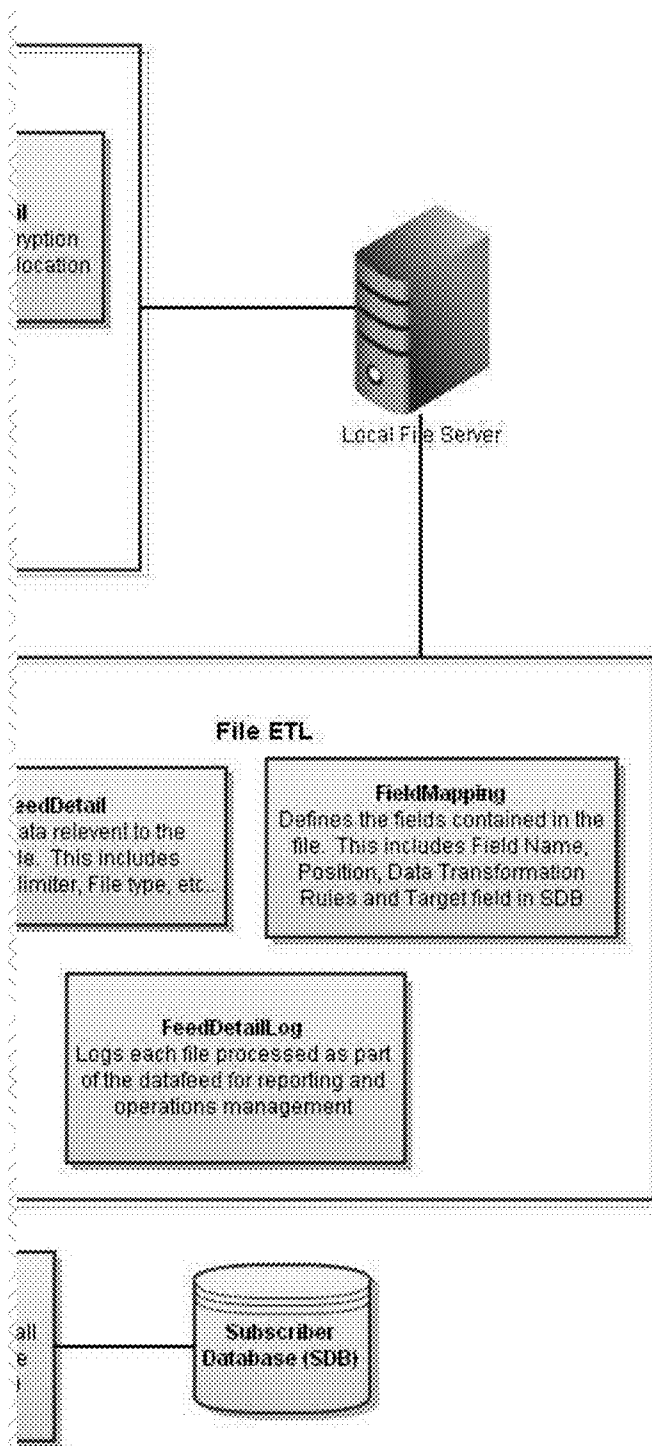 ryption
location
Local File Server
File ETL
eedDetail
ata relevent to the
le. This includes
limiter, File type, etc..
FieldMapping
Defines the fields contained in the
file. This includes Field Name,
Position, Data Transformation
Rules and Target field in SDB
FeedDetailLog
Logs each file processed as part
of the datafeed for reporting and
operations management
all
e
Subscriber
Database (SDB)